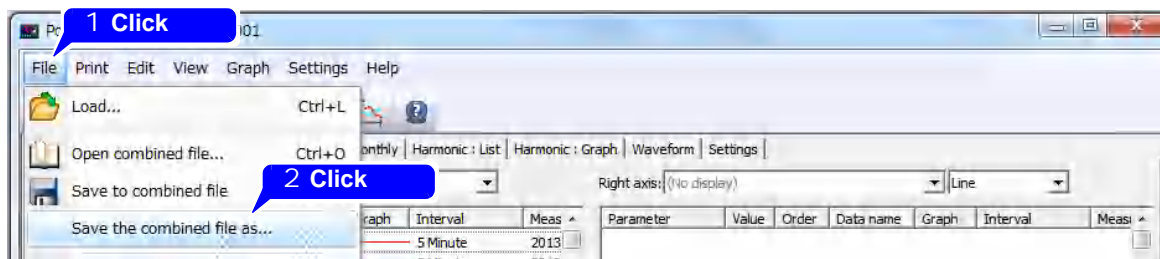 1 Click
Po 001
File Print Edit View Graph Settings Help
Load... Ctrl+L
Open combined file... Ctrl+O
onthly Harmonic : List Harmonic : Graph Waveform Settings
Save to combined file
2 Click
Right axis: (No display) Line
Save the combined file as...
raph Interval Meas
Parameter Value Order Data name Graph Interval Measu
5 Minute 2013